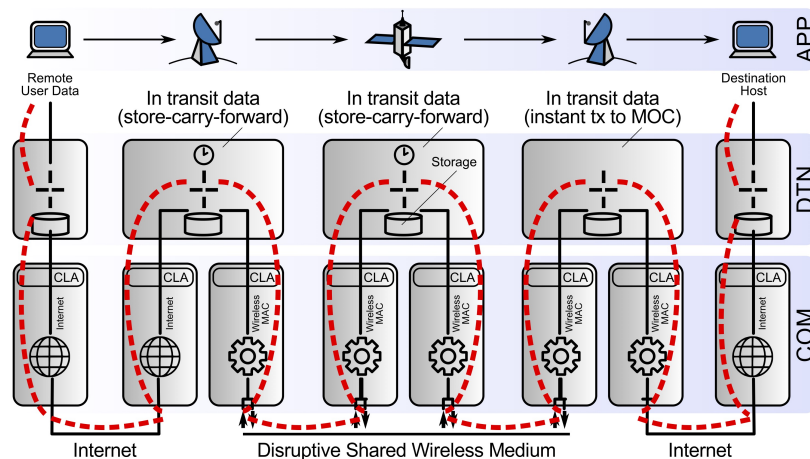 APP
Remote
User Data
Destination
Host
In transit data
(store-carry-forward)
In transit data
(store-carry-forward)
In transit data
(instant tx to MOC)
Storage
DTN
CLA
CLA
CLA
CLA
CLA
CLA
CLA
CLA
Internet
Internet
Wireless
MAC
Wireless
MAC
Wireless
MAC
Wireless
MAC
Wireless
MAC
Internet
COM
Internet
Disruptive Shared Wireless Medium
Internet